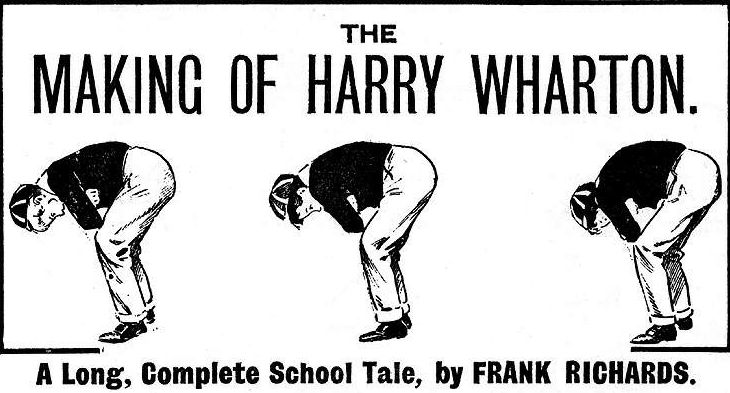 THE
MAKING OF HARRY WHARTON.
A Long, Complete School Tale, by FRANK RICHARDS.